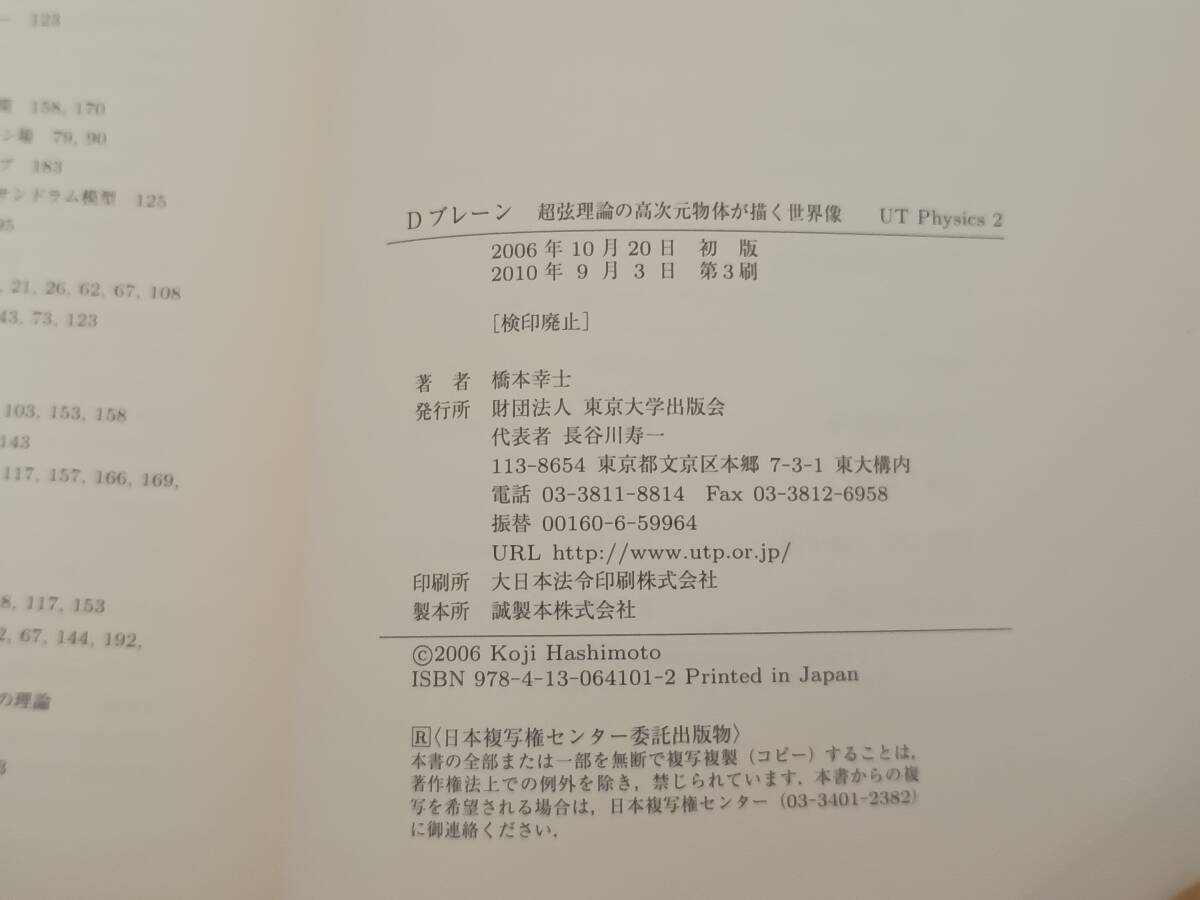 123
158, 170
ン場 79, 90
プ 183
サンドラム模型 125
95
, 21, 26, 62, 67, 108
43, 73, 123
103, 153, 158
143
117, 157, 166, 169,
8, 117, 153
2, 67, 144, 192,
の理論
3
Dブレーン 超弦理論の高次元物体が描く世界像 UT Physics 2
2006 年 10 月 20 日 初 版
2010 年 9 月 3 日 第3刷
[検印廃止]
著 者 橋本幸士
発行所 財団法人 東京大学出版会
代表者 長谷川寿一
113-8654 東京都文京区本郷 7-3-1 東大構内
電話 03-3811-8814 Fax 03-3812-6958
振替 00160-6-59964
URL http://www.utp.or.jp/
印刷所 大日本法令印刷株式会社
製本所 誠製本株式会社
©2006 Koji Hashimoto
ISBN 978-4-13-064101-2 Printed in Japan
R〈日本複写権センター委託出版物〉
本書の全部または一部を無断で複写複製（コピー）することは，
著作権法上での例外を除き，禁じられています．本書からの複
写を希望される場合は，日本複写権センター（03-3401-2382）
に御連絡ください．